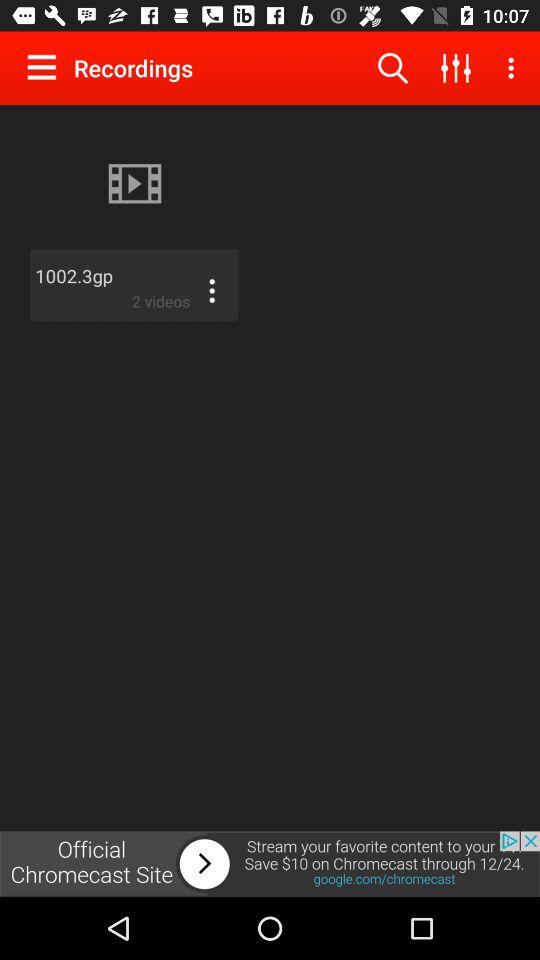 10:07
Recordings
1002.3gp
2 videos
Official
Chromecast Site
Stream your favorite content to your
Save $10 on Chromecast through 12/24.
google.com/chromecast